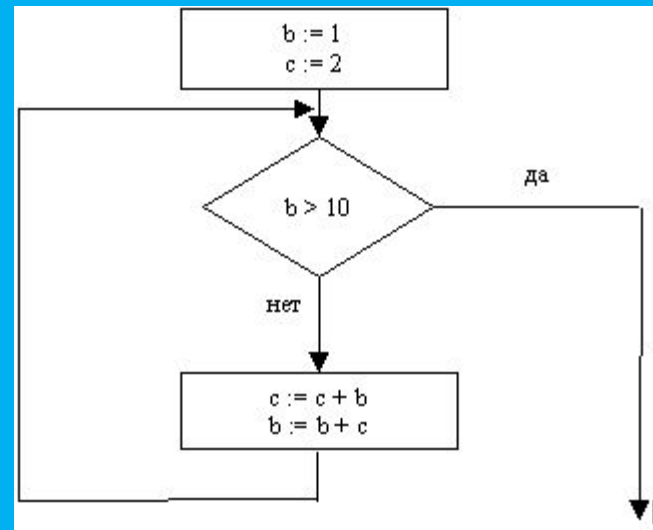 b := 1
c := 2
b > 10
да
нет
c := c + b
b := b + c